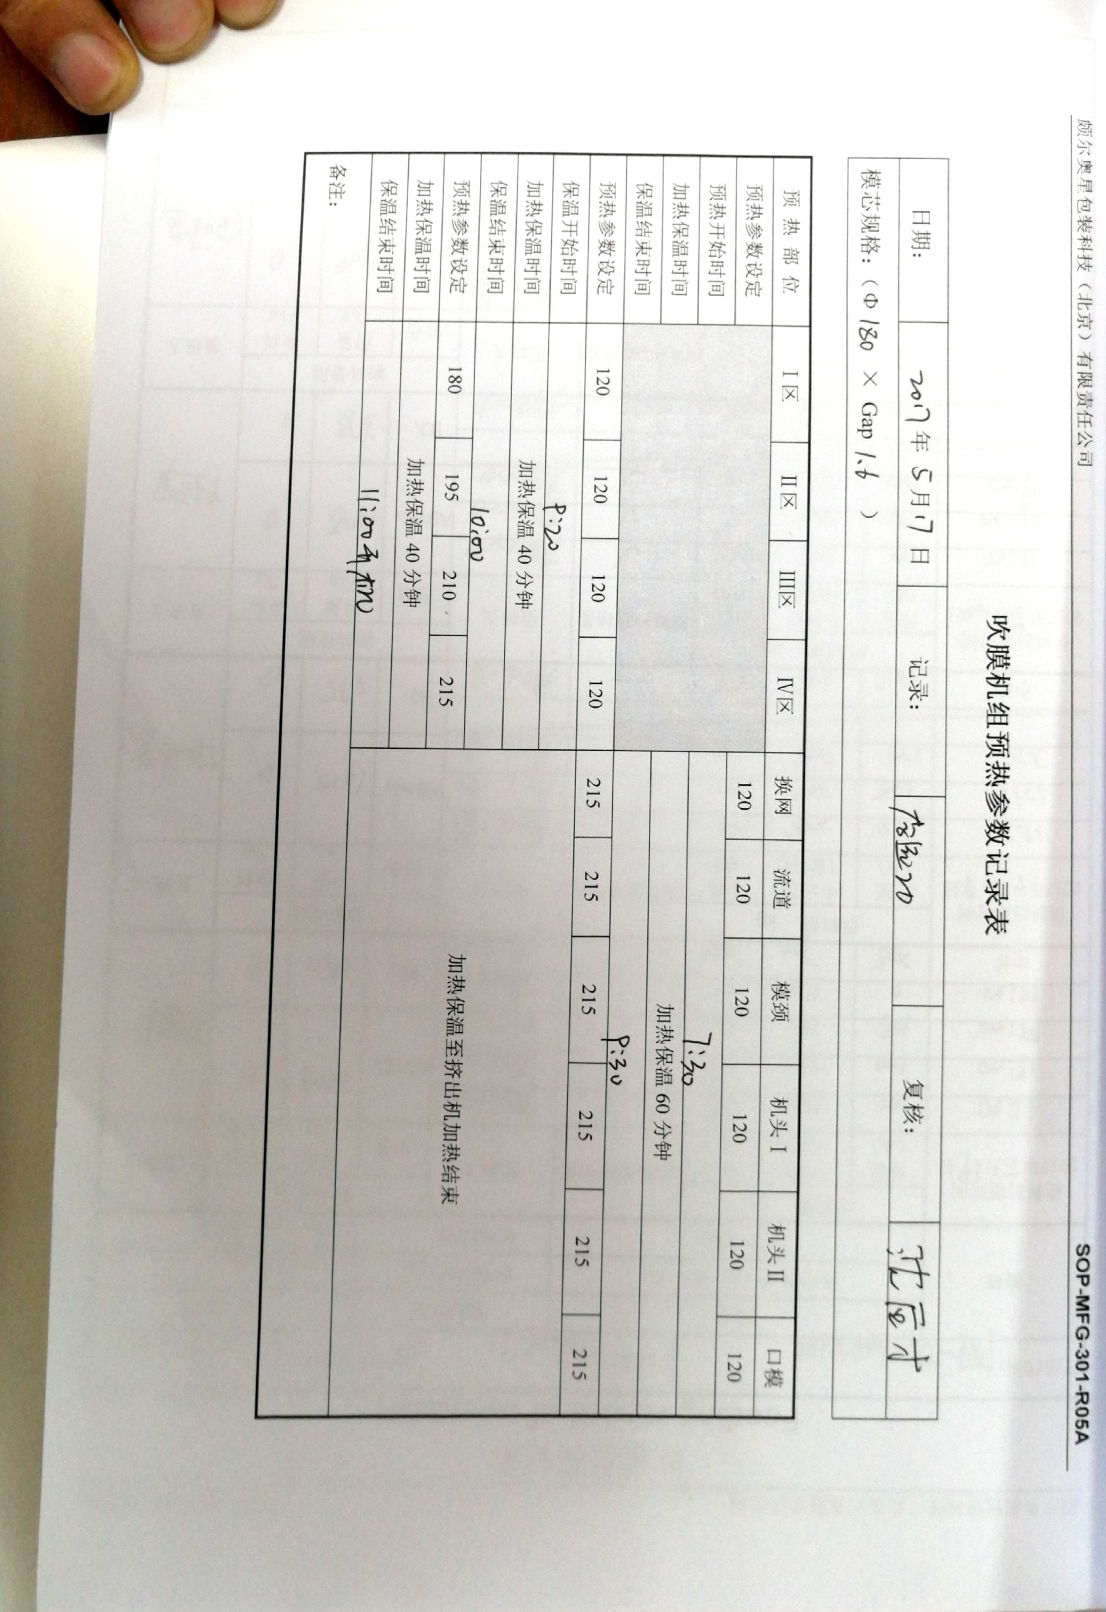 颇尔奥星包装科技（北京）有限责任公司 SOP-MFG-301-R05A
吹膜机组预热参数记录表
日期： 2017年 5月17日 记录： 复核：
模芯规格：（Φ 180 × Gap 1.6 ）
预热部位 I区 II区 III区 IV区 换网 流道 模颈 机头 I 机头 II 口模
预热参数设定 120 120 120 120 120 120
预热开始时间 7:30
加热保温时间 加热保温 60 分钟
保温结束时间 9:30
预热参数设定 120 120 120 120 215 215 215 215 215 215
保温开始时间 9:20
加热保温时间 加热保温 40 分钟
保温结束时间 10:00
预热参数设定 180 195 210 215 加热保温至挤出机加热结束
加热保温时间 加热保温 40 分钟
保温结束时间 11:00开机
备注：